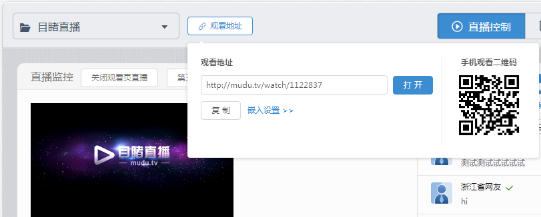 目睹直播
观看地址
直播控制
观看地址
手机观看二维码
http://mudu.tv/watch/1122837
打 开
复 制
嵌入设置 >>
直播监控
关闭观看页直播
第三
目睹直播
mudu.tv
测试测试试试试试
浙江省网友
hi